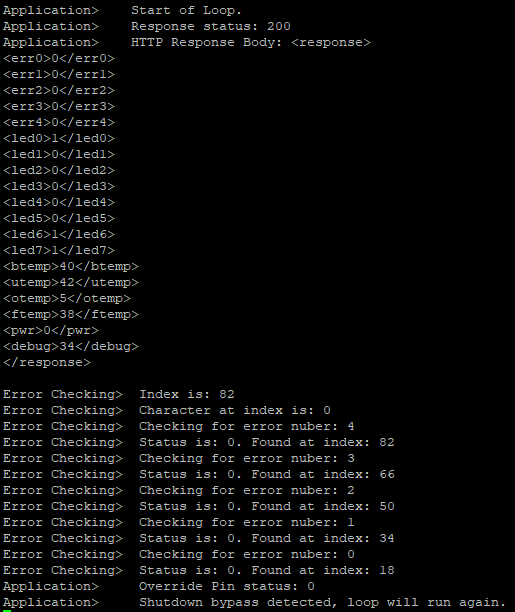 Application>    Start of Loop.
Application>    Response status: 200
Application>    HTTP Response Body: <response>
<err0>0</err0>
<err1>0</err1>
<err2>0</err2>
<err3>0</err3>
<err4>0</err4>
<led0>1</led0>
<led1>0</led1>
<led2>0</led2>
<led3>0</led3>
<led4>0</led4>
<led5>0</led5>
<led6>1</led6>
<led7>1</led7>
<btemp>40</btemp>
<utemp>42</utemp>
<otemp>5</otemp>
<ftemp>38</ftemp>
<pwr>0</pwr>
<debug>34</debug>
</response>

Error Checking>  Index is: 82
Error Checking>  Character at index is: 0
Error Checking>  Checking for error nuber: 4
Error Checking>  Status is: 0. Found at index: 82
Error Checking>  Checking for error nuber: 3
Error Checking>  Status is: 0. Found at index: 66
Error Checking>  Checking for error nuber: 2
Error Checking>  Status is: 0. Found at index: 50
Error Checking>  Checking for error nuber: 1
Error Checking>  Status is: 0. Found at index: 34
Error Checking>  Checking for error nuber: 0
Error Checking>  Status is: 0. Found at index: 18
Application>     Override Pin status: 0
Application>     Shutdown bypass detected, loop will run again.